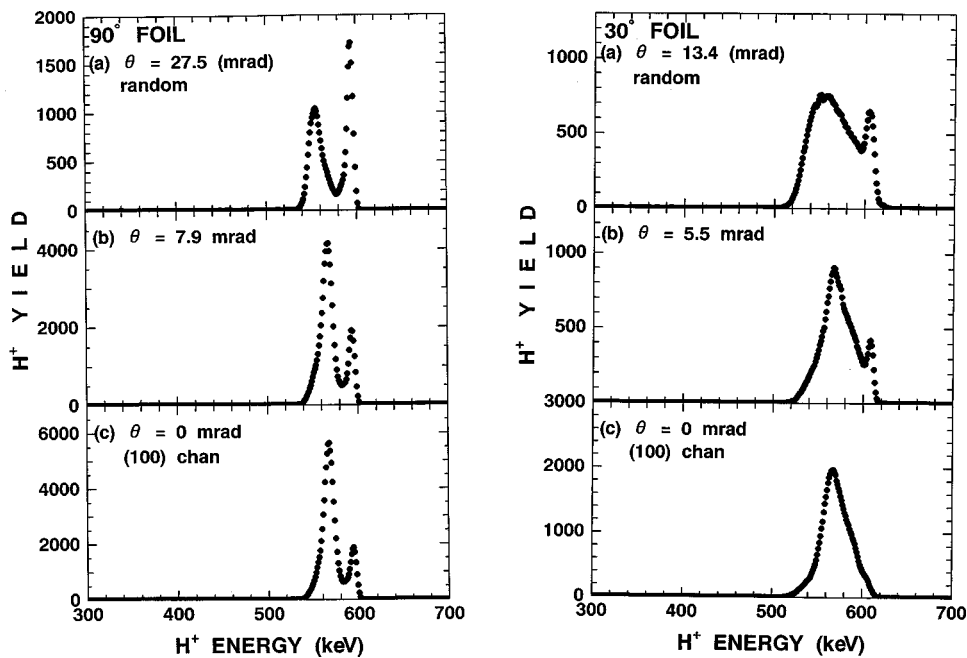 90° FOIL
(a) θ = 27.5 (mrad)
random
2000
1500
1000
500
0
(b) θ = 7.9 mrad
4000
2000
0
(c) θ = 0 mrad
(100) chan
6000
4000
2000
0
300 400 500 600 700
H⁺ ENERGY (keV)
H⁺ YIELD
30° FOIL
(a) θ = 13.4 (mrad)
random
1000
500
0
(b) θ = 5.5 mrad
1000
500
3000
(c) θ = 0 mrad
(100) chan
2000
1000
0
300 400 500 600 700
H⁺ ENERGY (keV)
H⁺ YIELD